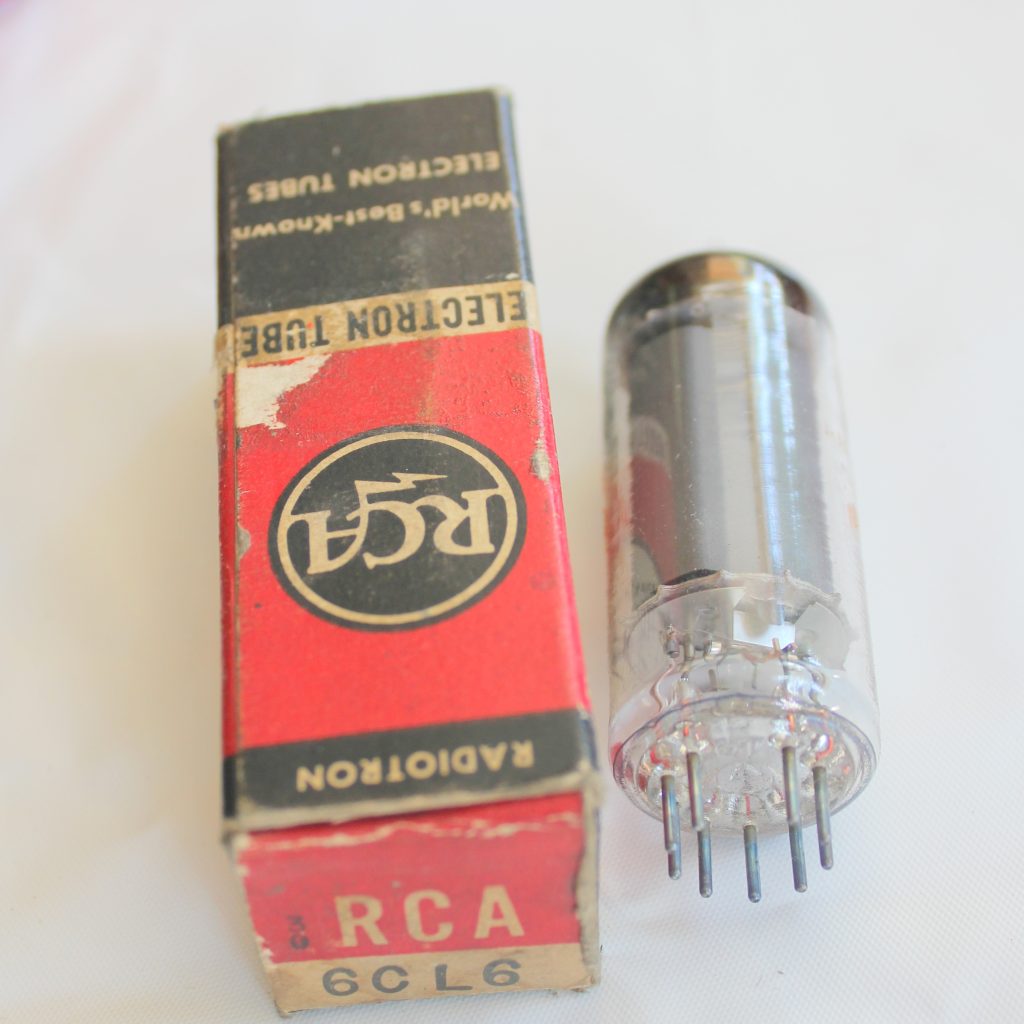 RADIOTRON
RCA
ELECTRON TUBE
World's Best-Known
ELECTRON TUBES
RCA
6CL6